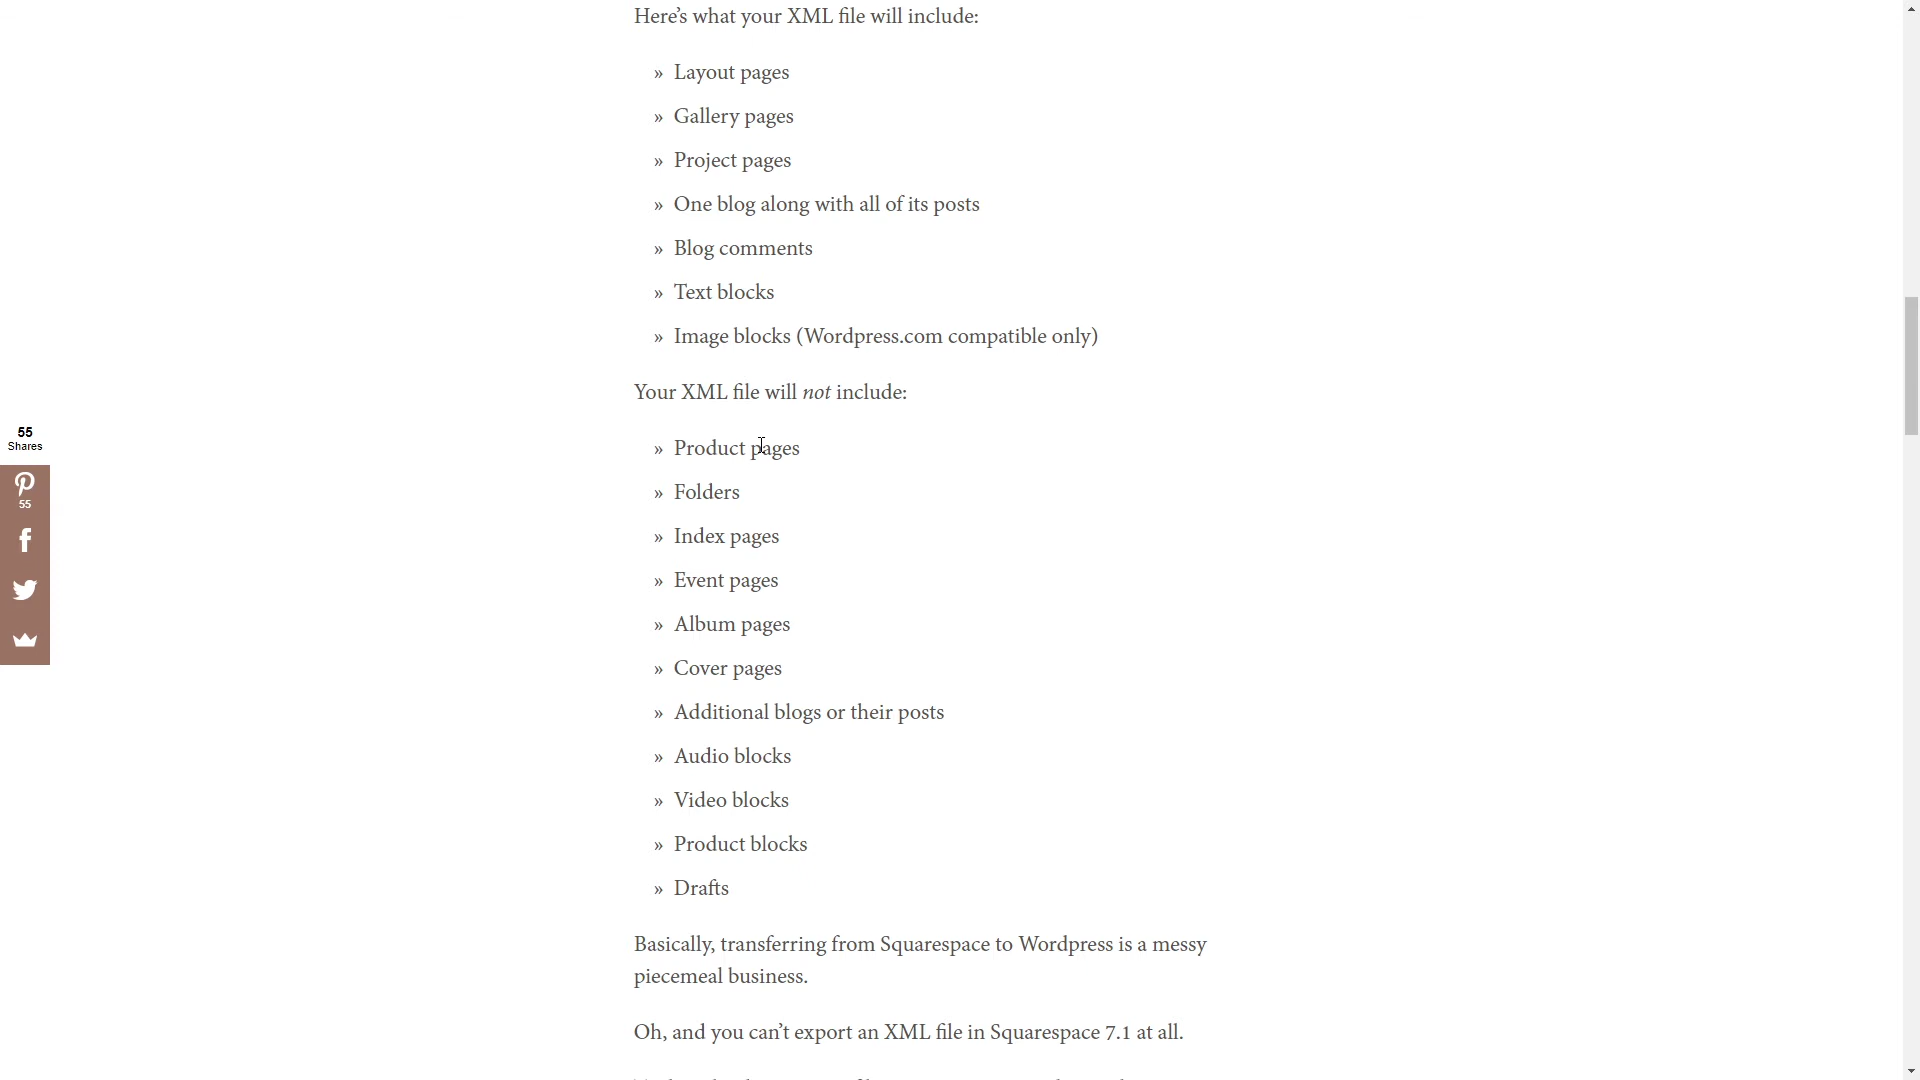 Here’s what your XML file will include:
» Layout pages
» Gallery pages
» Project pages
» One blog along with all of its posts
» Blog comments
» Text blocks
» Image blocks (Wordpress.com compatible only)
Your XML file will not include:
» Product pages
» Folders
» Index pages
» Event pages
» Album pages
» Cover pages
» Additional blogs or their posts
» Audio blocks
» Video blocks
» Product blocks
» Drafts
Basically, transferring from Squarespace to Wordpress is a messy
piecemeal business.
Oh, and you can’t export an XML file in Squarespace 7.1 at all.
55
Shares
55